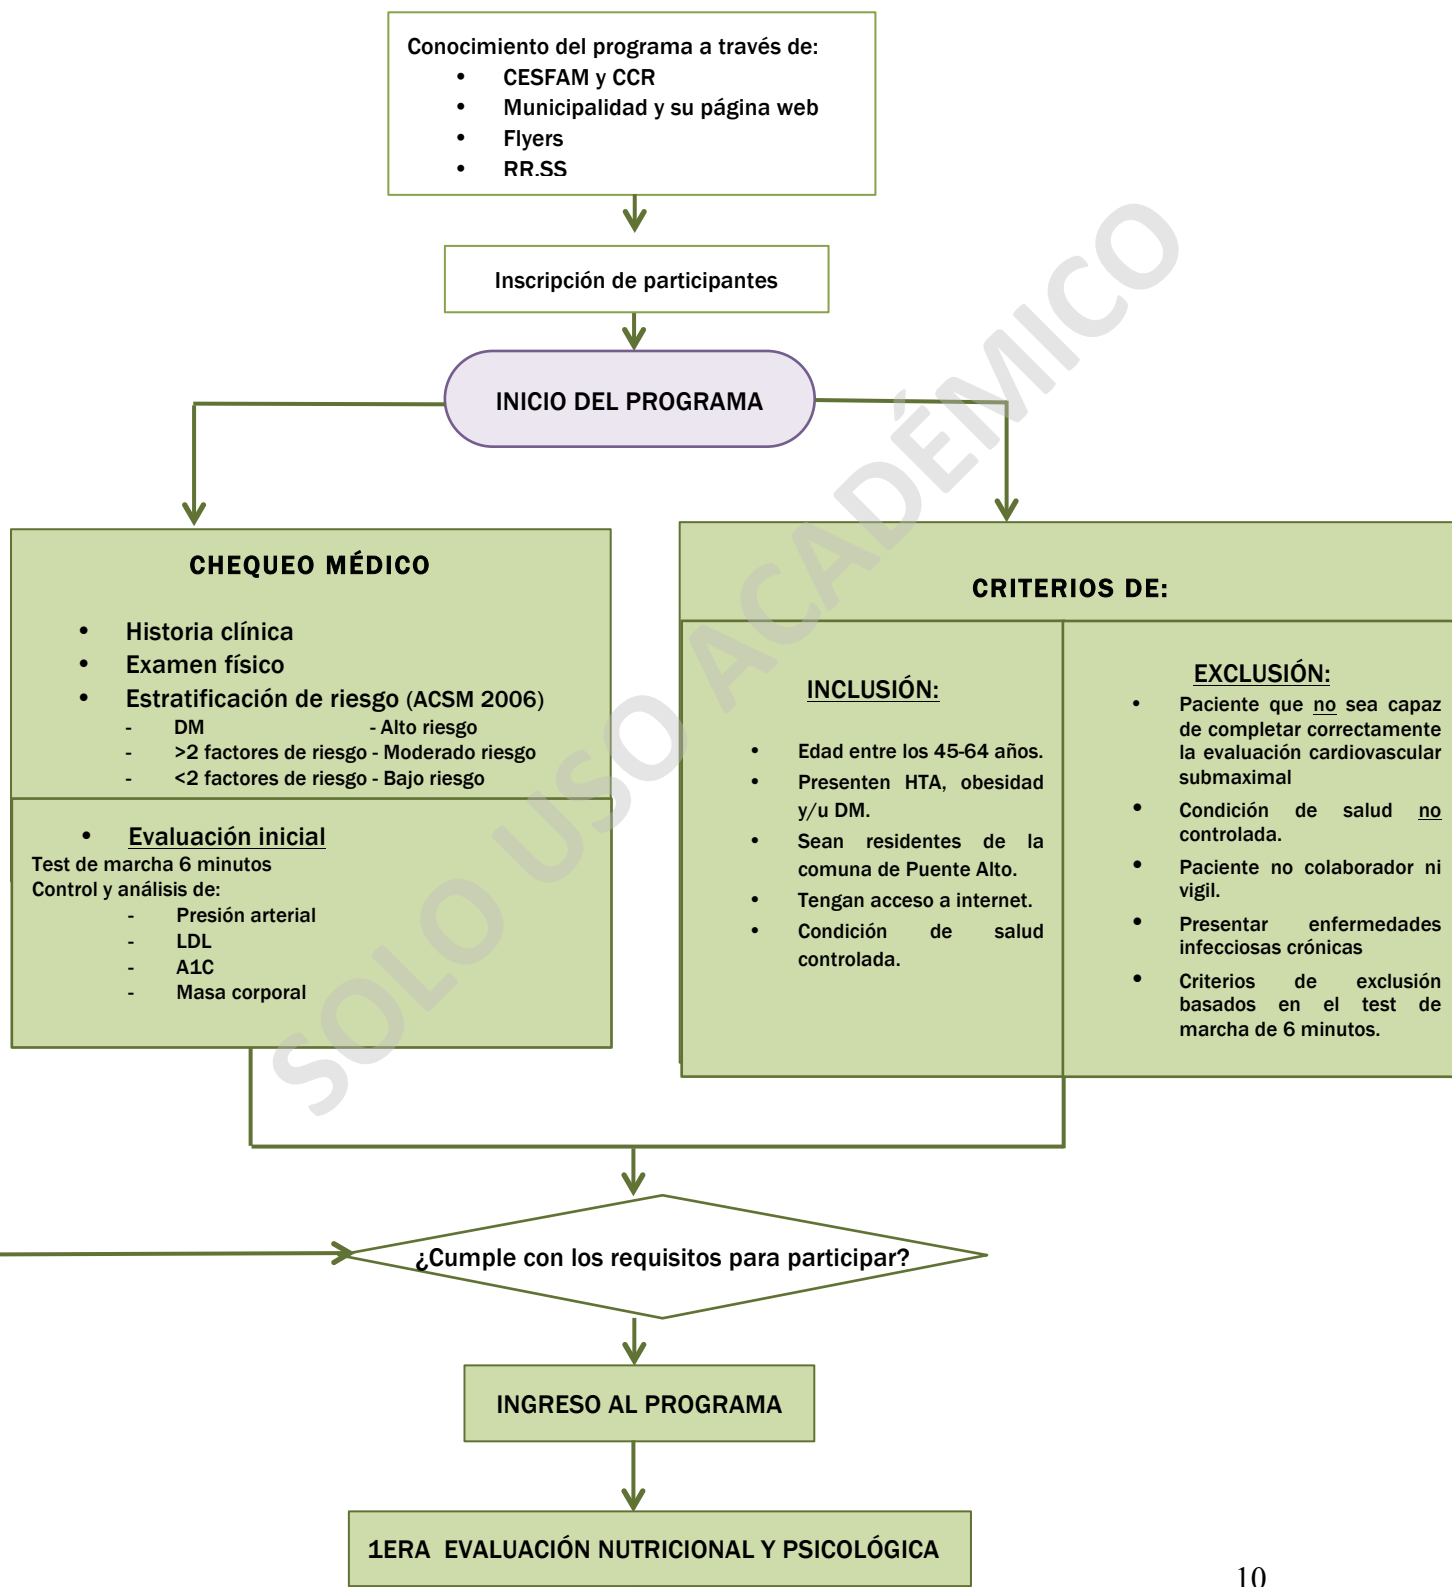 Conocimiento del programa a través de:
• CESFAM y CCR
• Municipalidad y su página web
• Flyers
• RR.SS
Inscripción de participantes
INICIO DEL PROGRAMA
CHEQUEO MÉDICO
• Historia clínica
• Examen físico
• Estratificación de riesgo (ACSM 2006)
- DM - Alto riesgo
- >2 factores de riesgo - Moderado riesgo
- <2 factores de riesgo - Bajo riesgo
• Evaluación inicial
Test de marcha 6 minutos
Control y análisis de:
- Presión arterial
- LDL
- A1C
- Masa corporal
CRITERIOS DE:
INCLUSIÓN:
• Edad entre los 45-64 años.
• Presenten HTA, obesidad
y/u DM.
• Sean residentes de la
comuna de Puente Alto.
• Tengan acceso a internet.
• Condición de salud
controlada.
EXCLUSIÓN:
• Paciente que no sea capaz
de completar correctamente
la evaluación cardiovascular
submaximal
• Condición de salud no
controlada.
• Paciente no colaborador ni
vigil.
• Presentar enfermedades
infecciosas crónicas
• Criterios de exclusión
basados en el test de
marcha de 6 minutos.
¿Cumple con los requisitos para participar?
INGRESO AL PROGRAMA
1ERA EVALUACIÓN NUTRICIONAL Y PSICOLÓGICA
10
SOLO USO ACADÉMICO